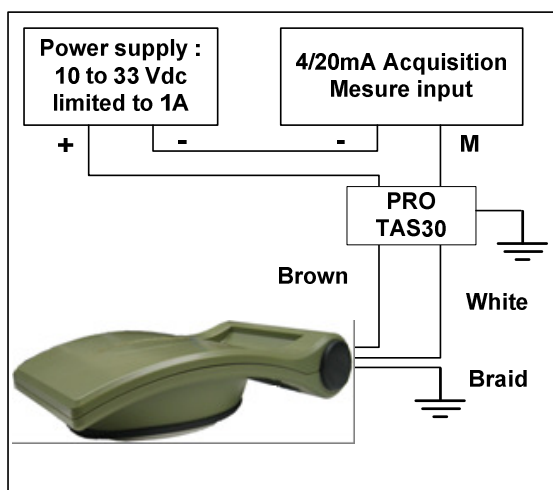 Power supply :
10 to 33 Vdc
limited to 1A
4/20mA Acquisition
Mesure input
+
-
-
M
PRO
TAS30
Brown
White
Braid